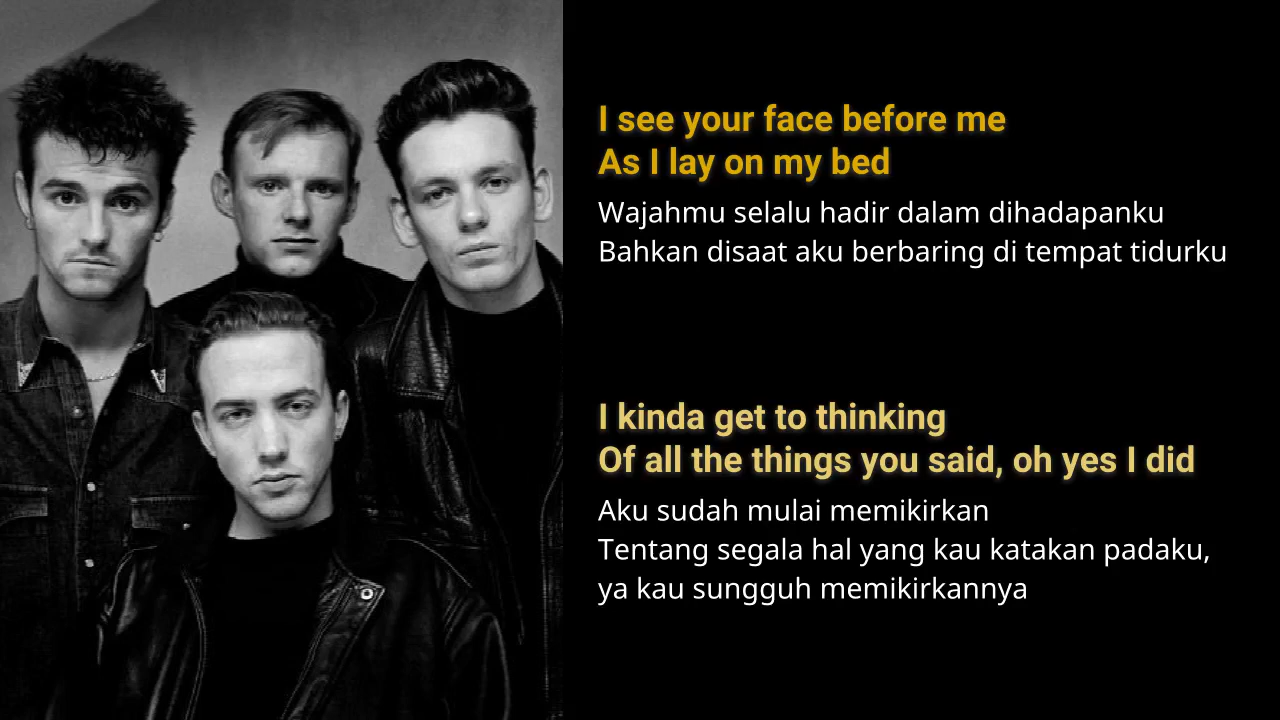 I see your face before me
As I lay on my bed
Wajahmu selalu hadir dalam dihadapanku
Bahkan disaat aku berbaring di tempat tidurku
I kinda get to thinking
Of all the things you said, oh yes I did
Aku sudah mulai memikirkan
Tentang segala hal yang kau katakan padaku,
ya kau sungguh memikirkannya